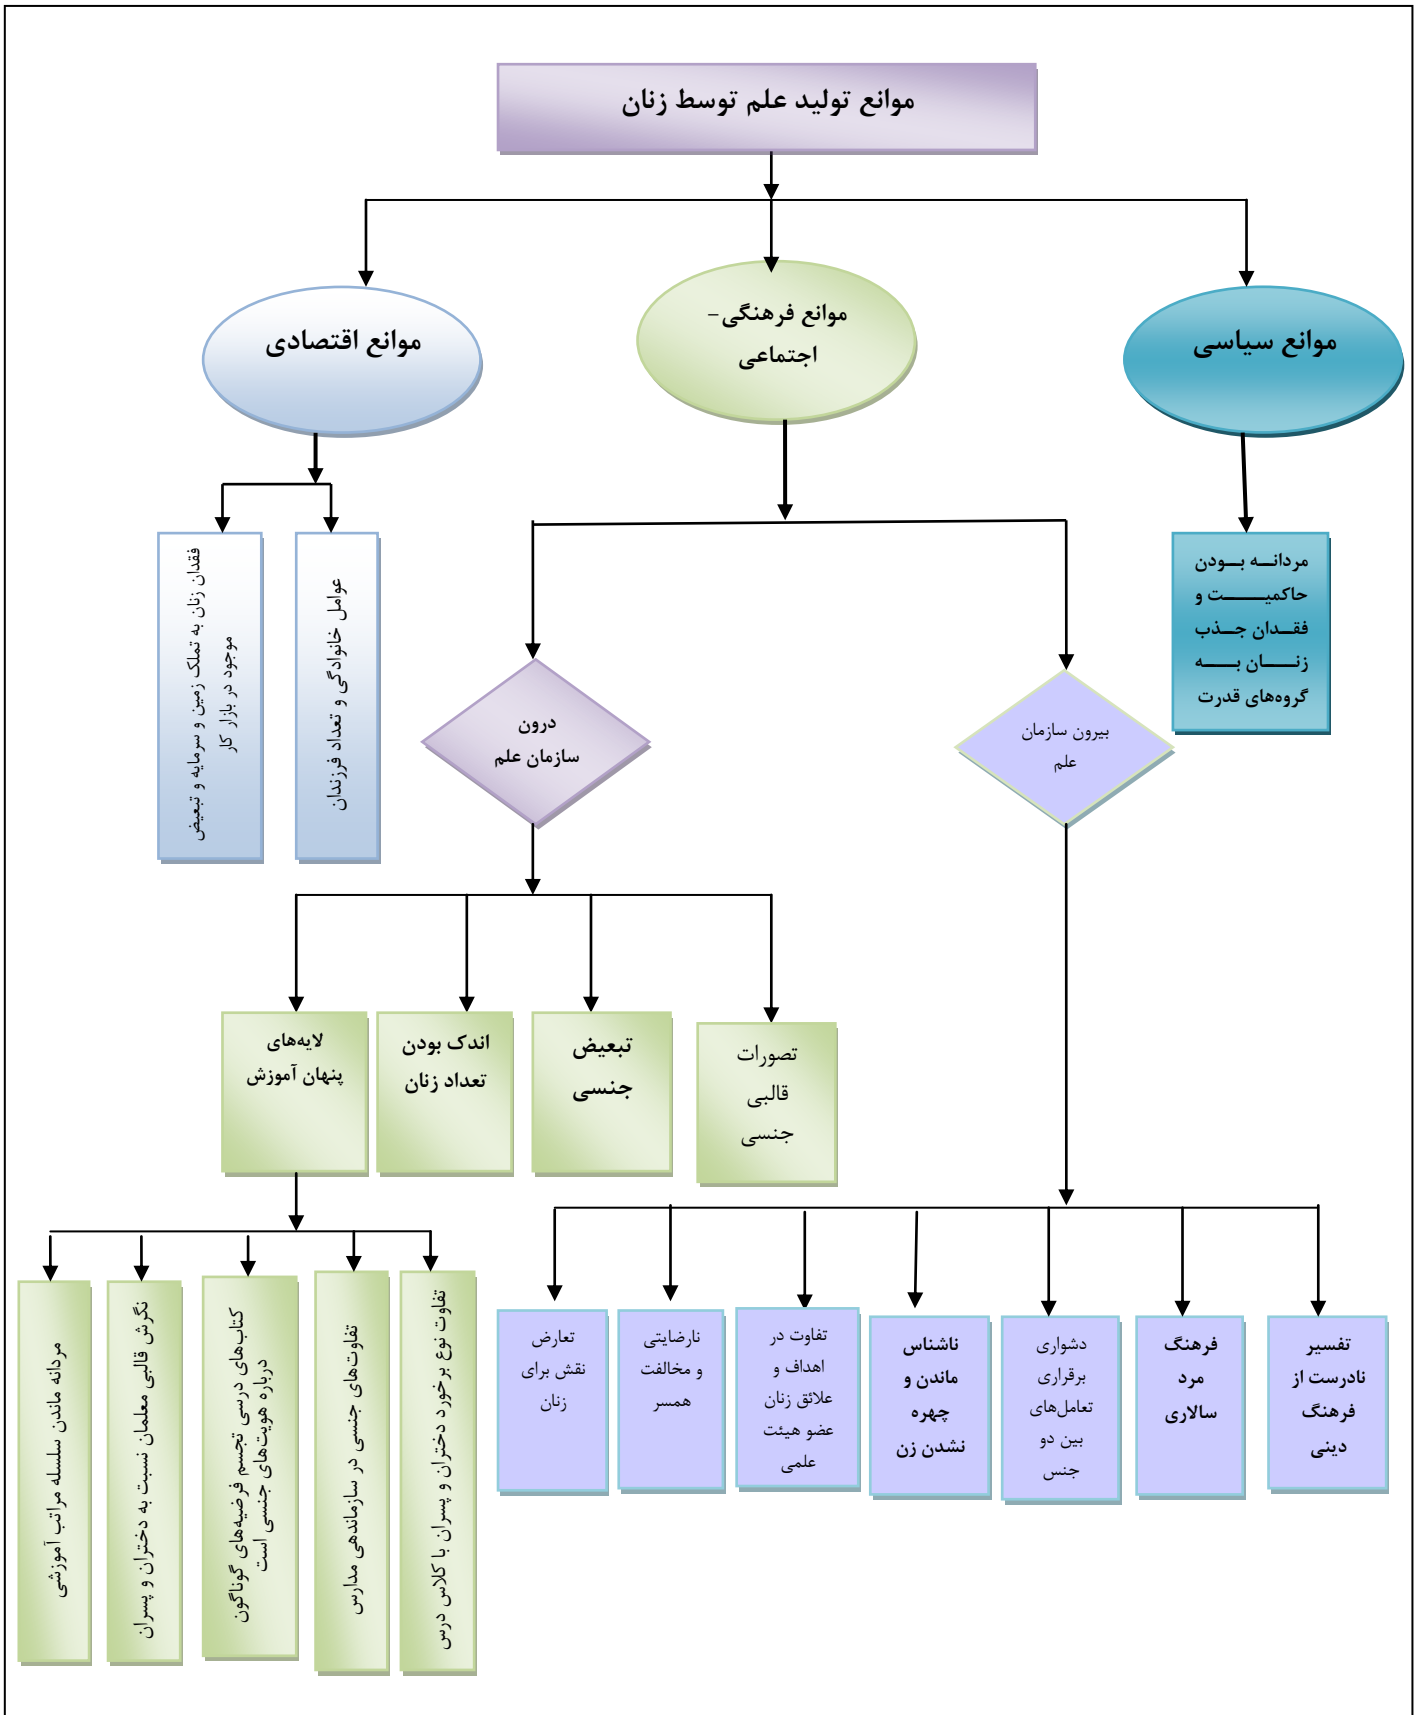 موانع تولید علم توسط زنان
موانع سیاسی
موانع فرهنگی-
اجتماعی
موانع اقتصادی
مردانه بودن
حاکمیت و
فقدان جذب
زنان به
گروه‌های قدرت
عوامل خانوادگی و تعداد فرزندان
فقدان زنان به تملک زمین و سرمایه و تبعیض
موجود در بازار کار
بیرون سازمان
علم
درون
سازمان علم
تصورات
قالبی
جنسی
تبعیض
جنسی
اندک بودن
تعداد زنان
لایه‌های
پنهان آموزش
تفسیر
نادرست از
فرهنگ
دینی
فرهنگ
مرد
سالاری
دشواری
برقراری
تعامل‌های
بین دو
جنس
ناشناس
ماندن و
چهره
نشدن زن
تفاوت در
اهداف و
علائق زنان
عضو هیئت
علمی
نارضایتی
و مخالفت
همسر
تعارض
نقش برای
زنان
تفاوت نوع برخورد دختران و پسران با کلاس درس
تفاوت‌های جنسی در سازماندهی مدارس
کتاب‌های درسی تجسم فرضیه‌های گوناگون
درباره هویت‌های جنسی است
نگرش قالبی معلمان نسبت به دختران و پسران
مردانه ماندن سلسله مراتب آموزشی